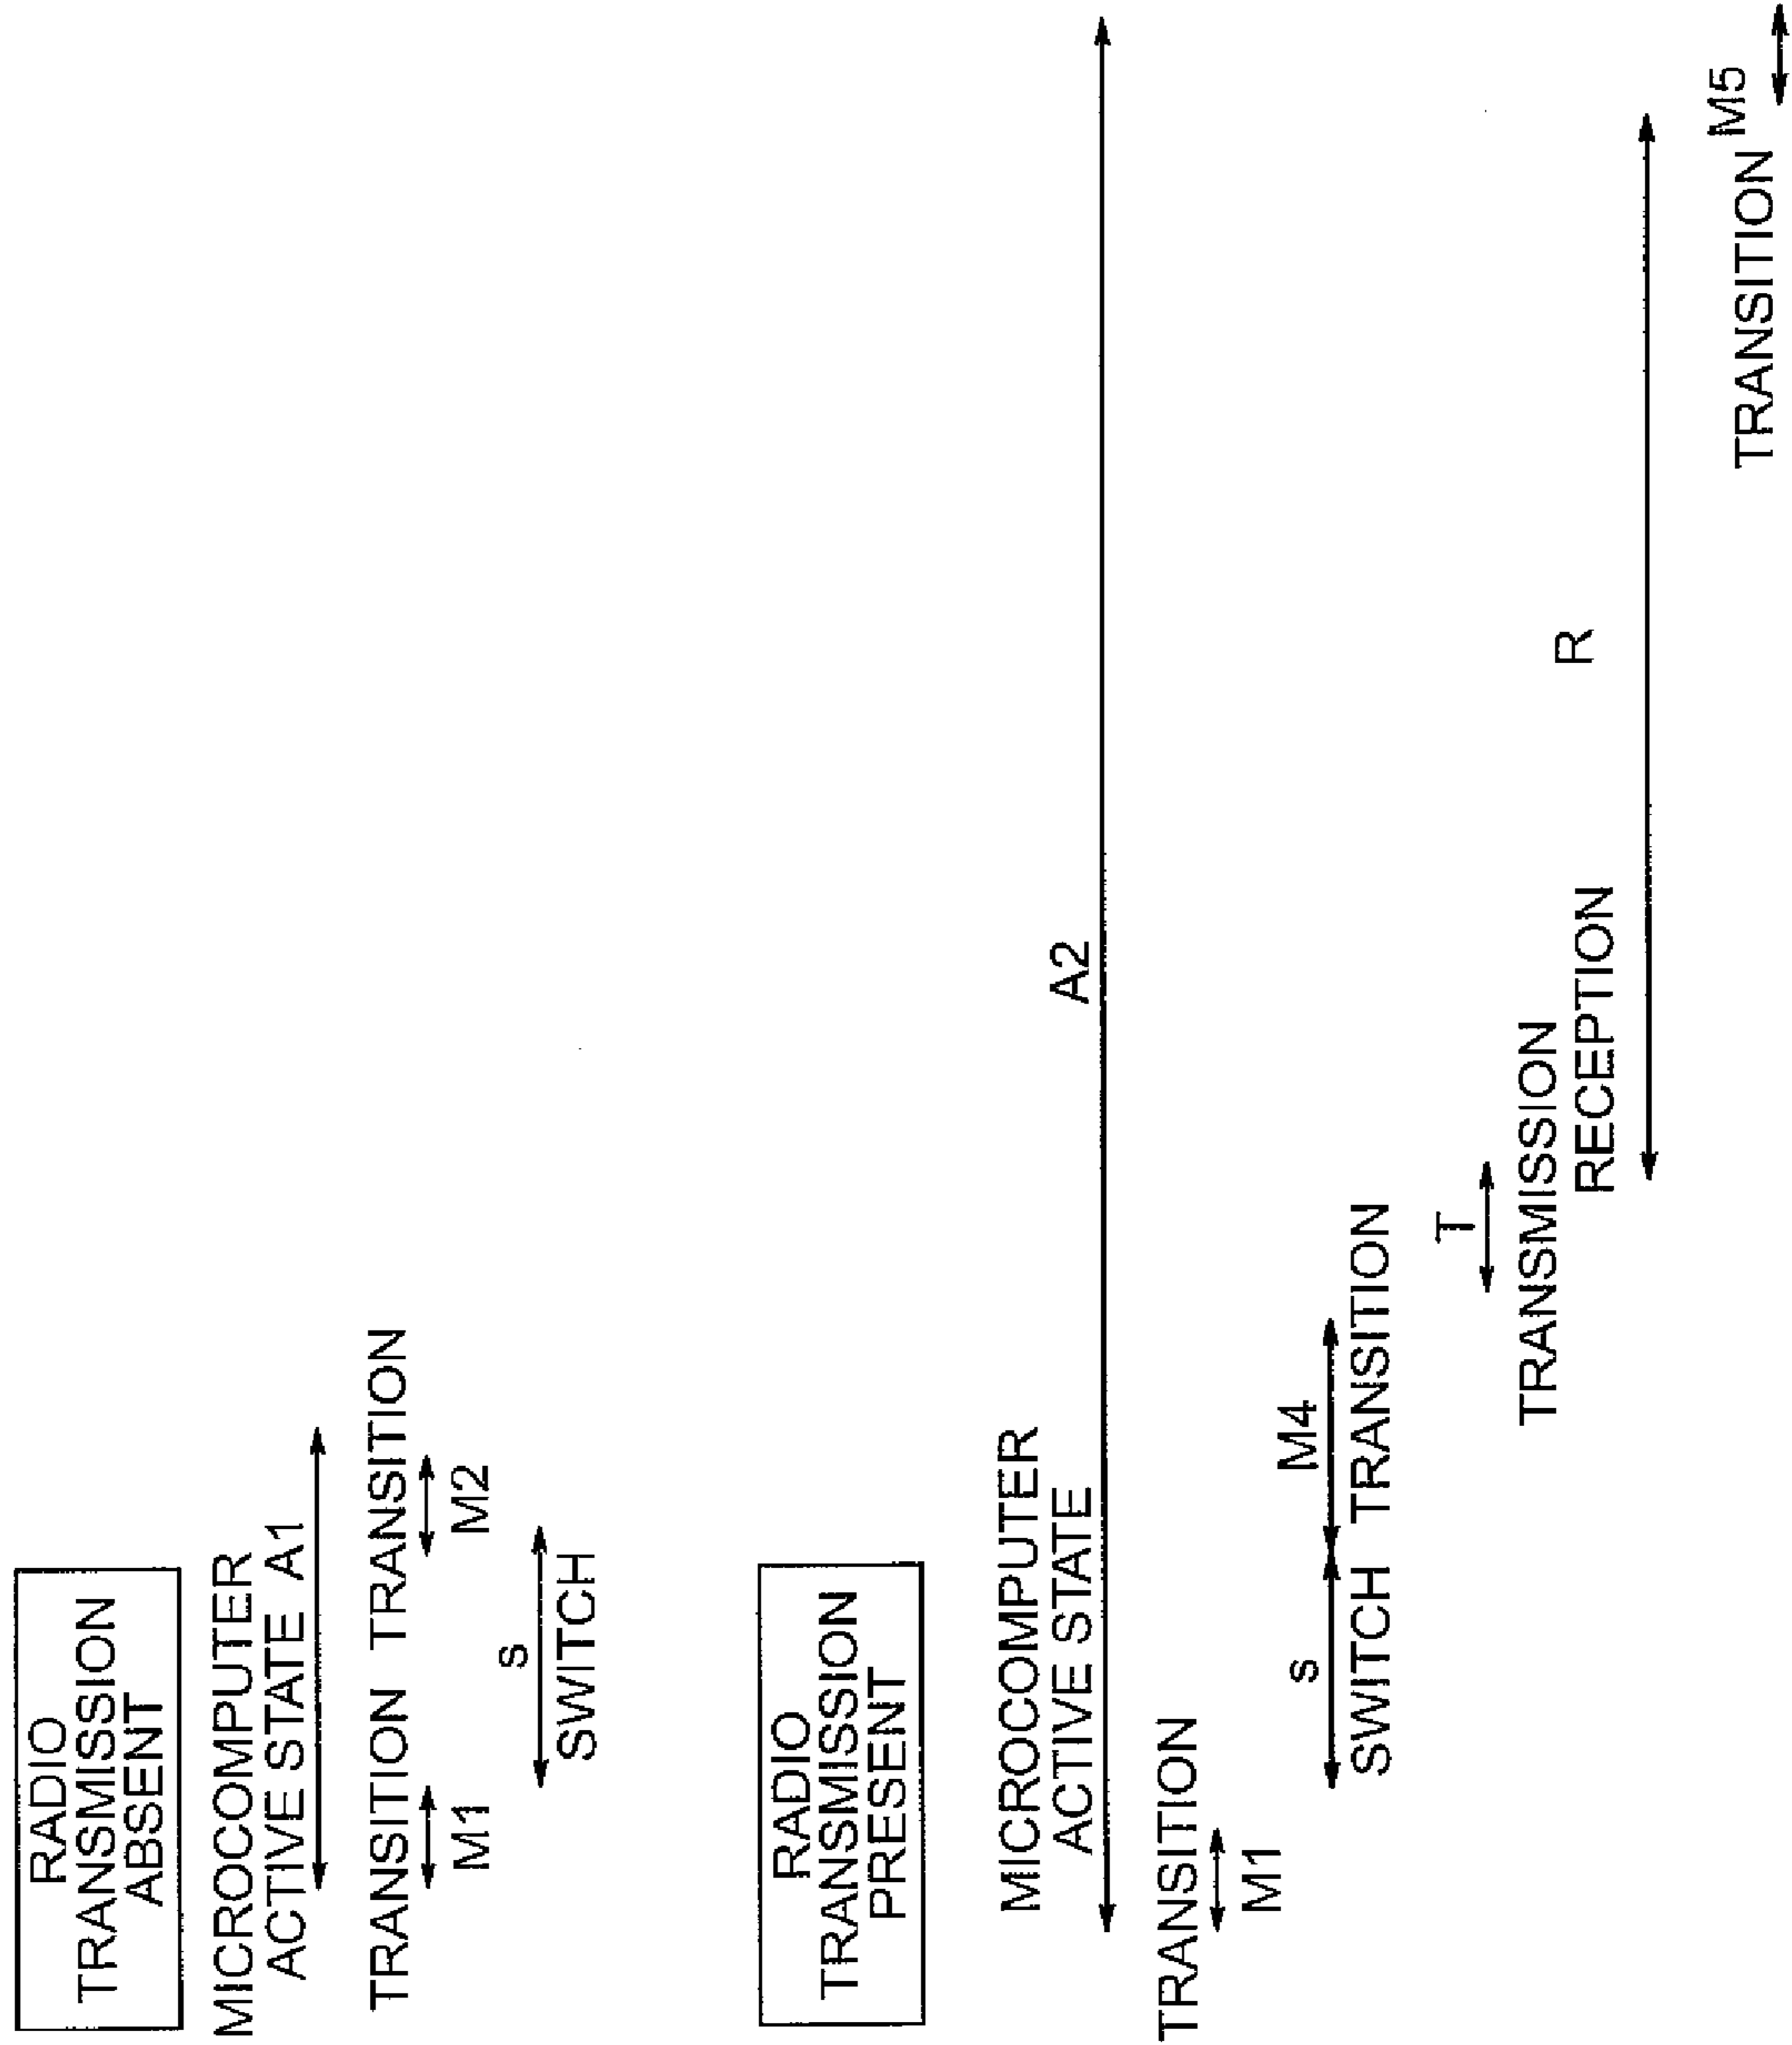 RADIO
TRANSMISSION
ABSENT
MICROCOMPUTER
ACTIVE STATE A1
TRANSITION TRANSITION
M1 M2
s
SWITCH
RADIO
TRANSMISSION
PRESENT
A2
MICROCOMPUTER
ACTIVE STATE
TRANSITION
M1
s M4
SWITCH TRANSITION
T
TRANSMISSION
R
RECEPTION
M5
TRANSITION